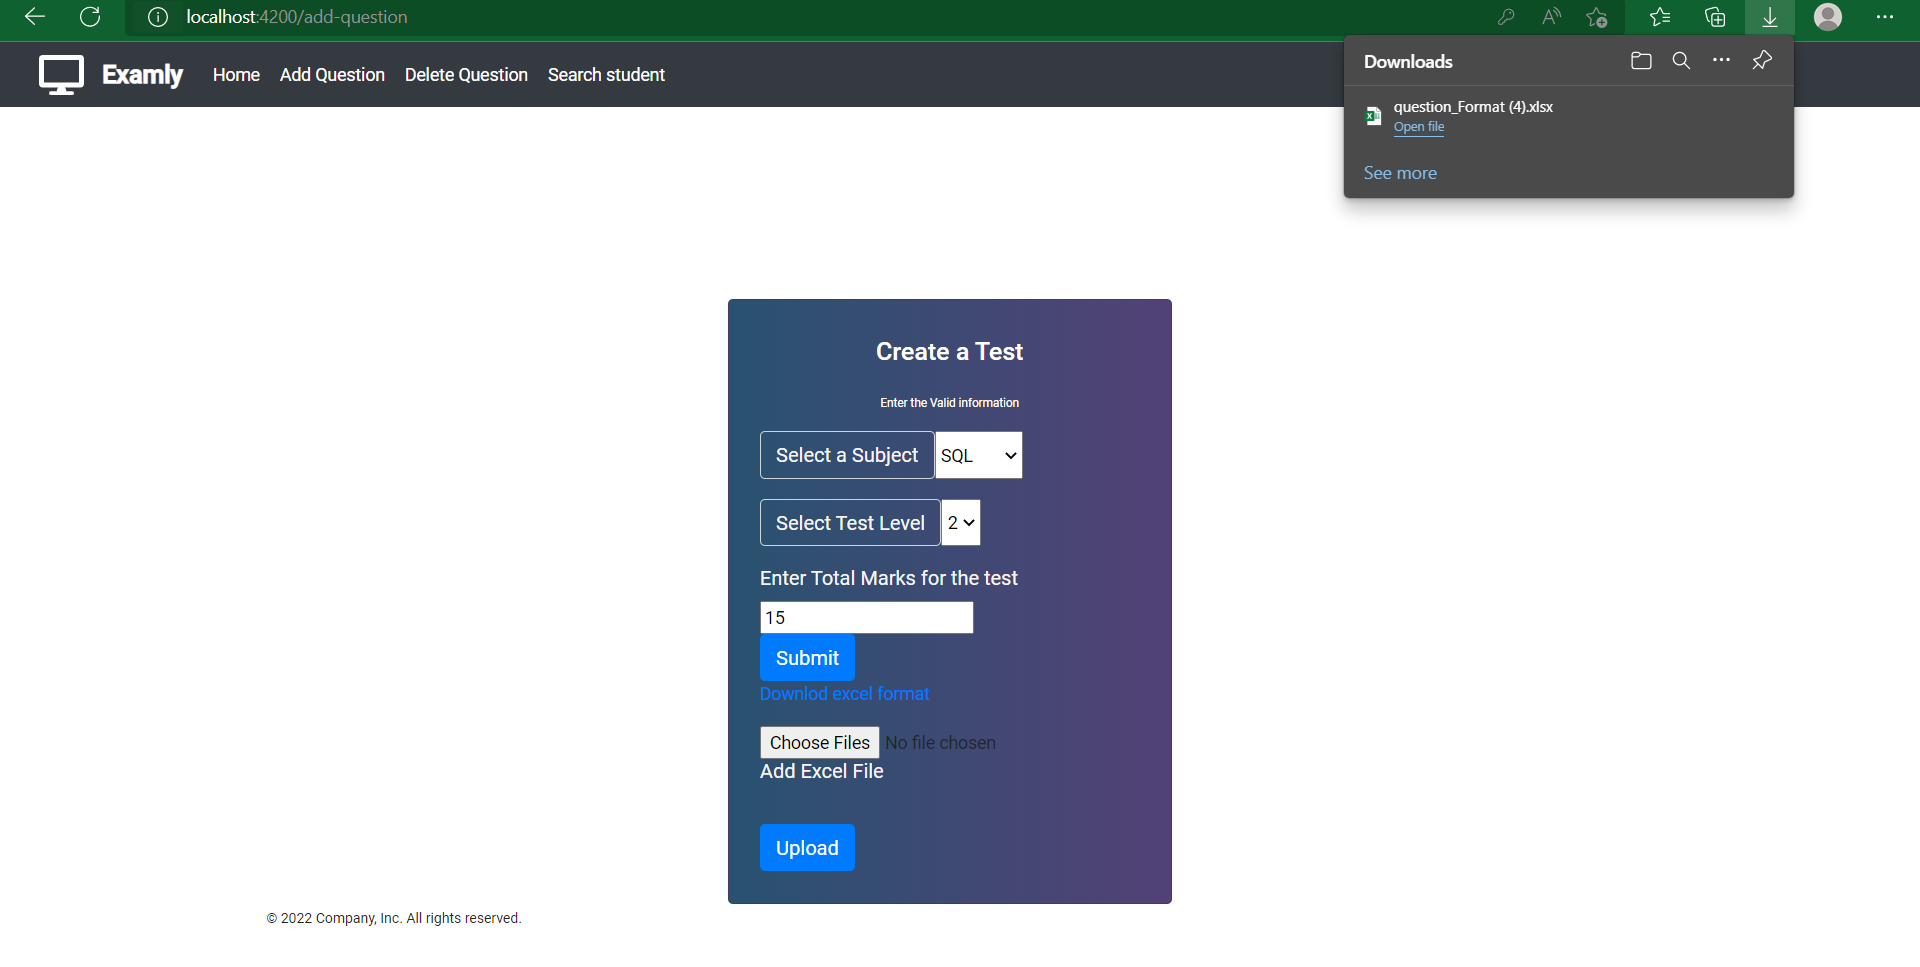 localhost:4200/add-question
Examly Home Add Question Delete Question Search student
Downloads
question_Format (4).xlsx
Open file
See more
Create a Test
Enter the Valid information
Select a Subject SQL
Select Test Level 2
Enter Total Marks for the test
15
Submit
Downlod excel format
Choose Files No file chosen
Add Excel File
Upload
© 2022 Company, Inc. All rights reserved.